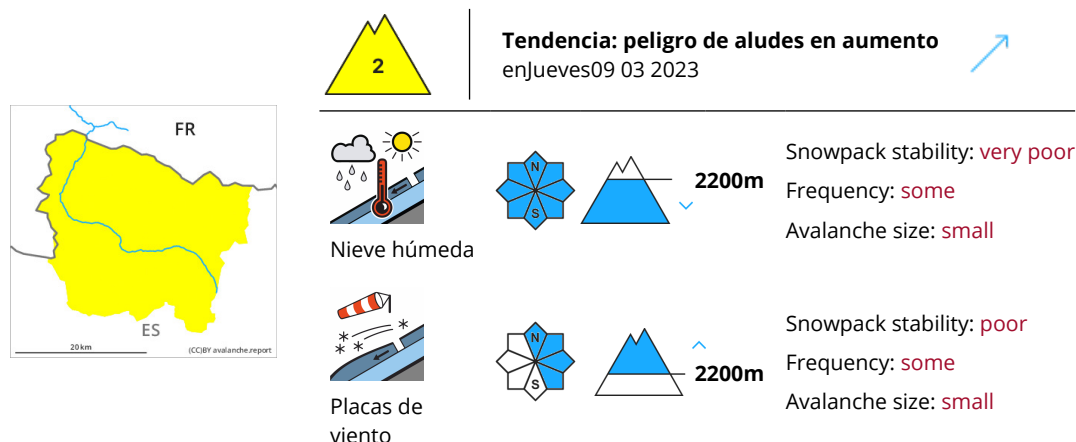 2
Tendencia: peligro de aludes en aumento
enJueves09 03 2023
FR
ES
20 km
(CC)BY avalanche.report
N
S
2200m
Snowpack stability: very poor
Frequency: some
Avalanche size: small
Nieve húmeda
N
S
2200m
Snowpack stability: poor
Frequency: some
Avalanche size: small
Placas de
viento